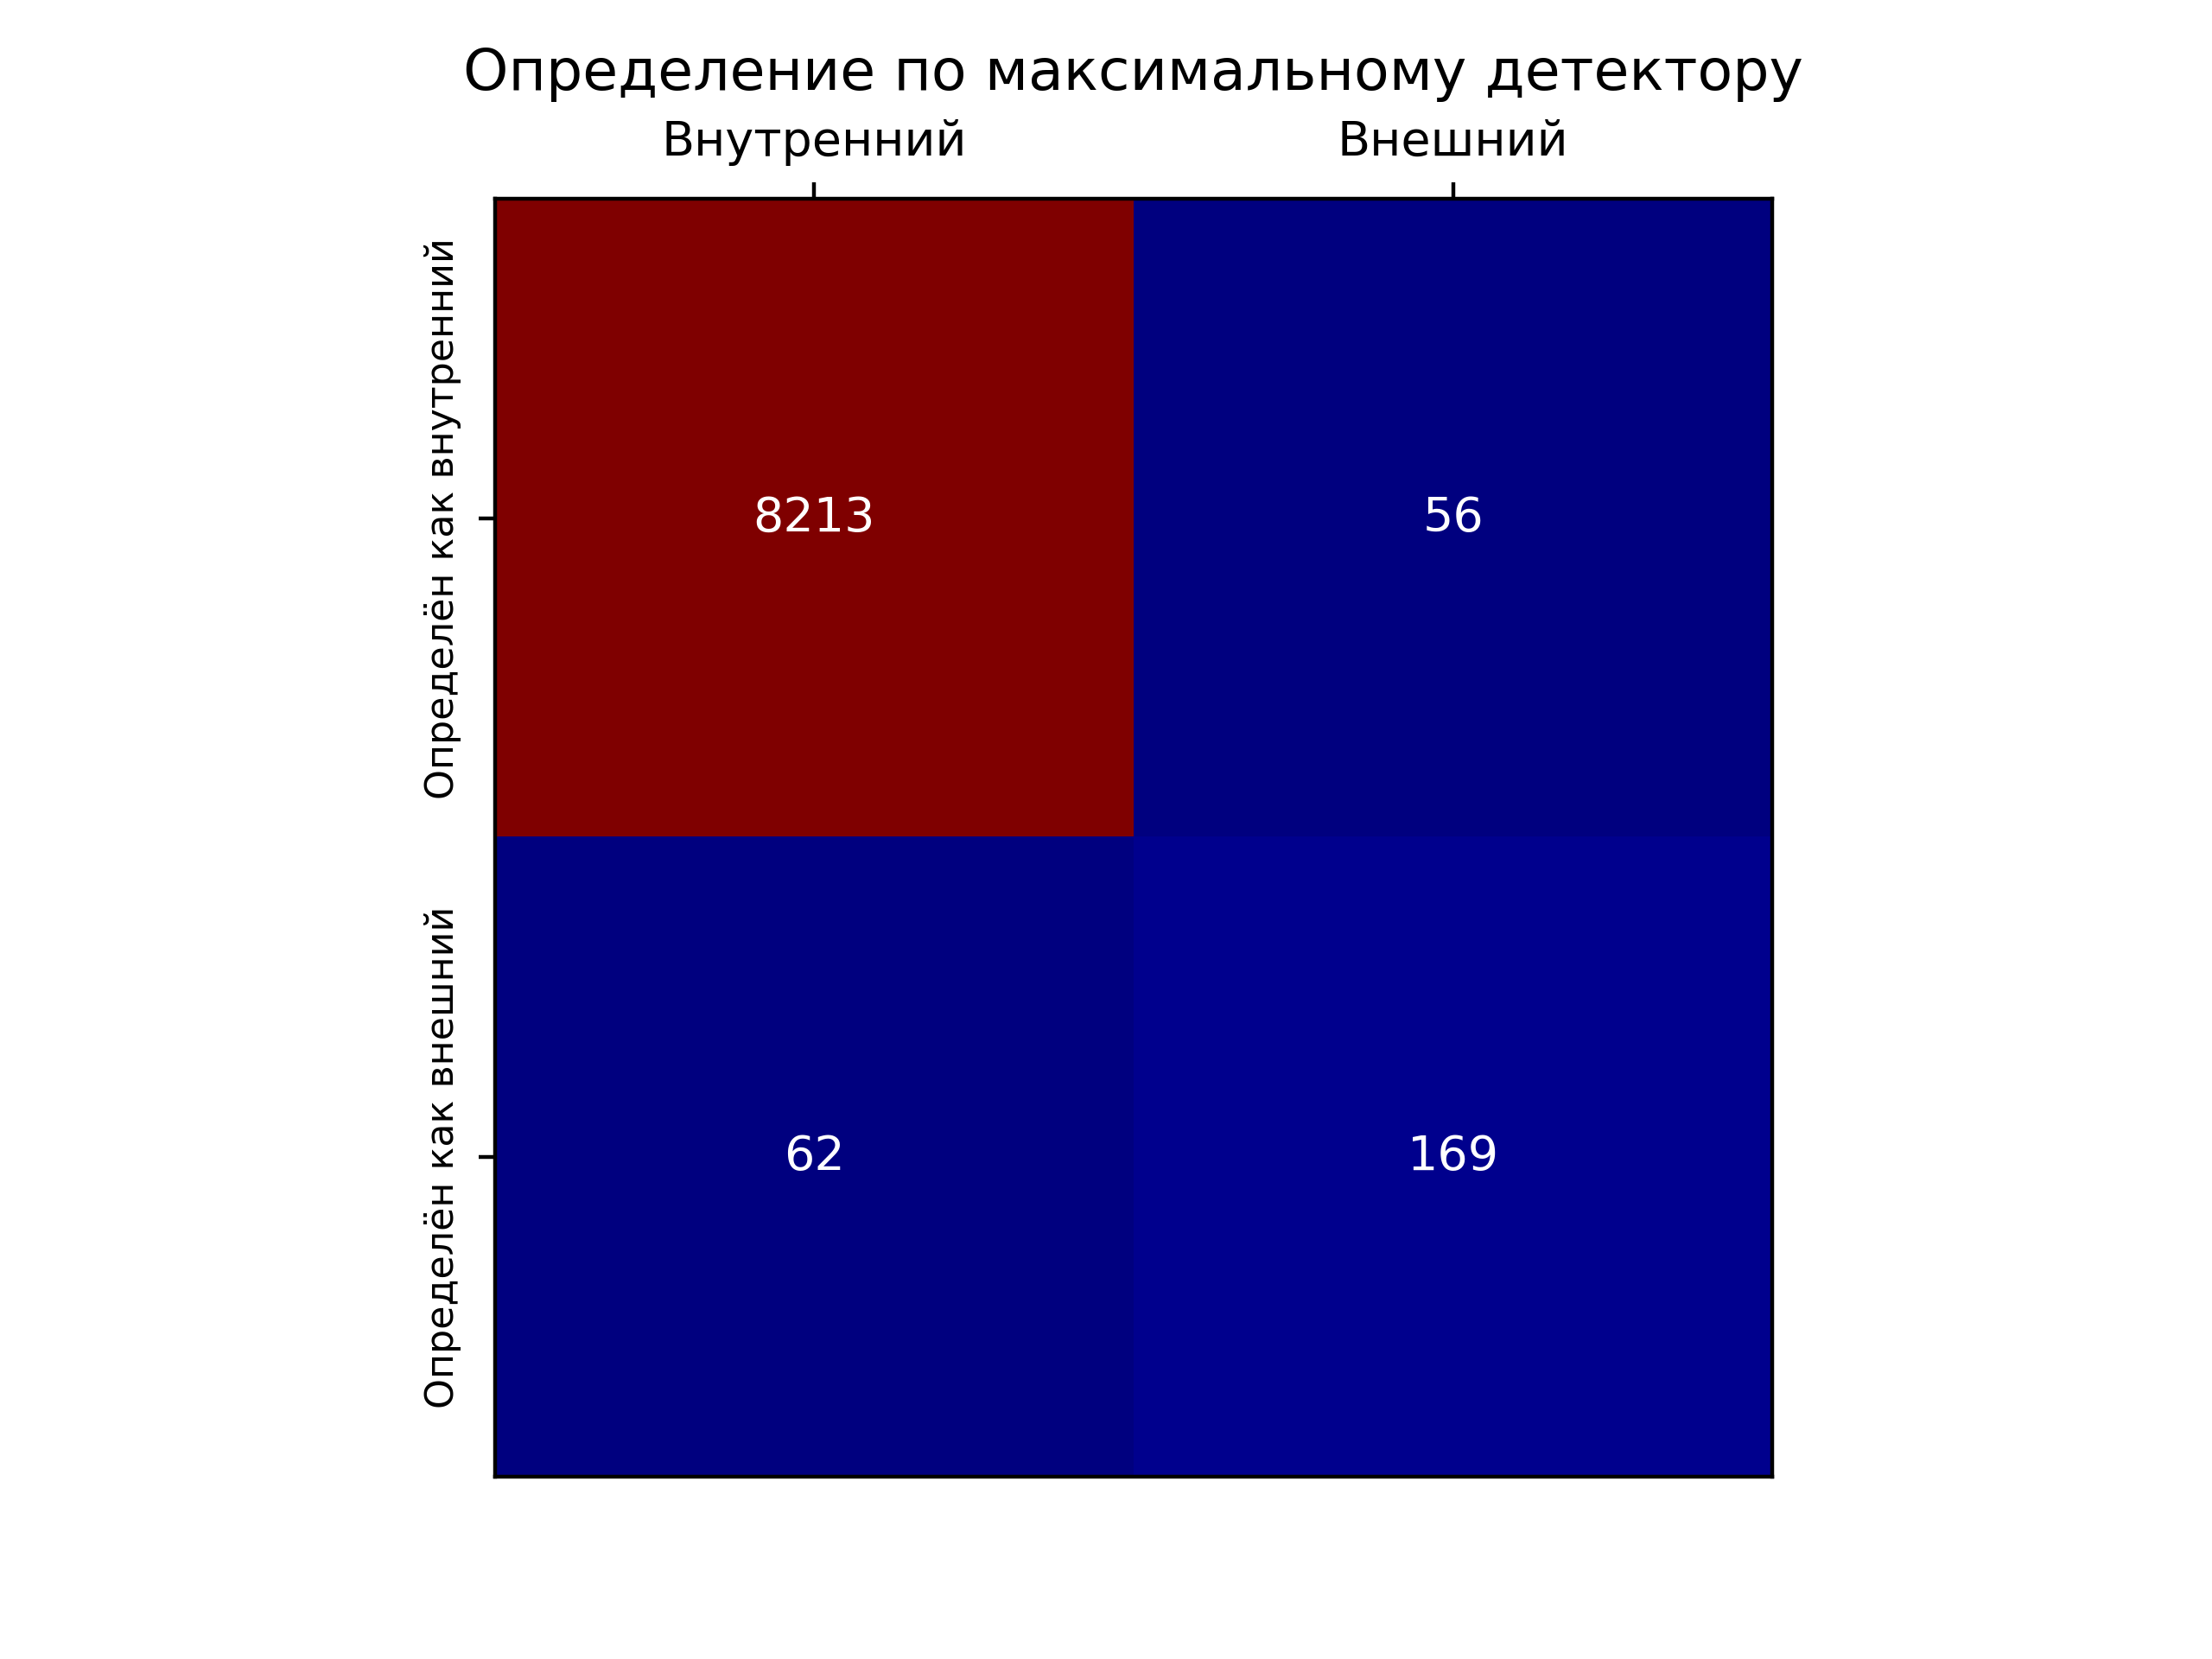 Определение по максимальному детектору
Внутренний Внешний
Определён как внутренний
8213 56
Определён как внешний
62 169